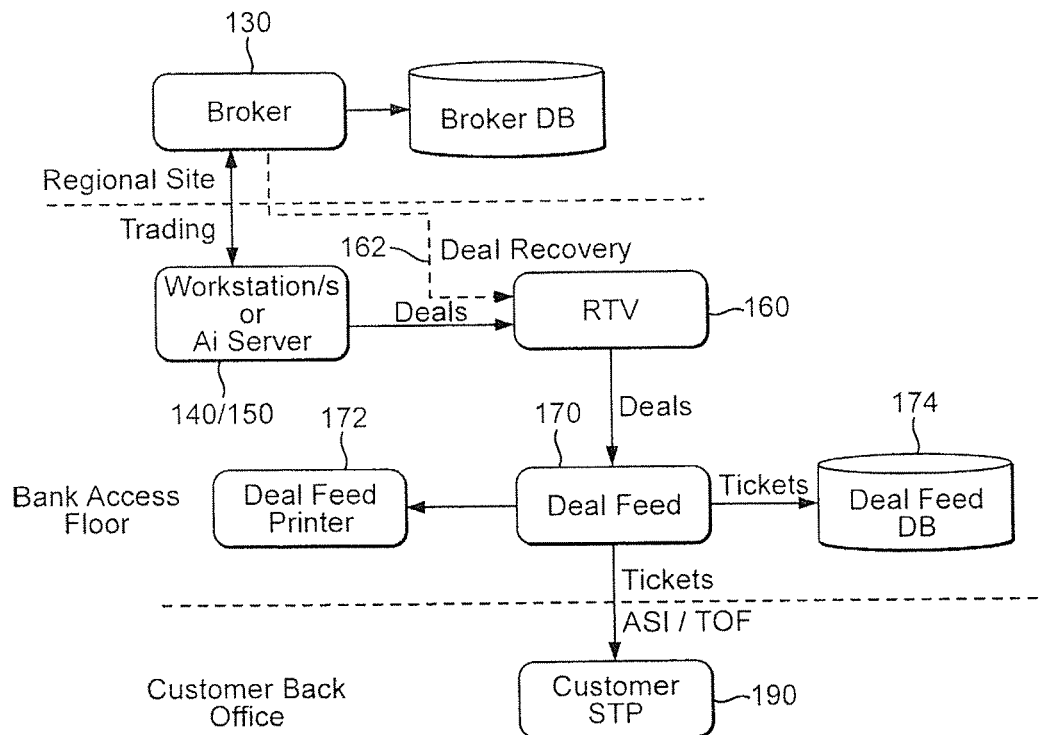 130
Broker
Broker DB
Regional Site
Trading
162
Deal Recovery
Workstation/s
or
Ai Server
Deals
RTV
160
140/150
172
170
Deals
174
Bank Access
Floor
Deal Feed
Printer
Deal Feed
Tickets
Deal Feed
DB
Tickets
ASI / TOF
Customer Back
Office
Customer
STP
190